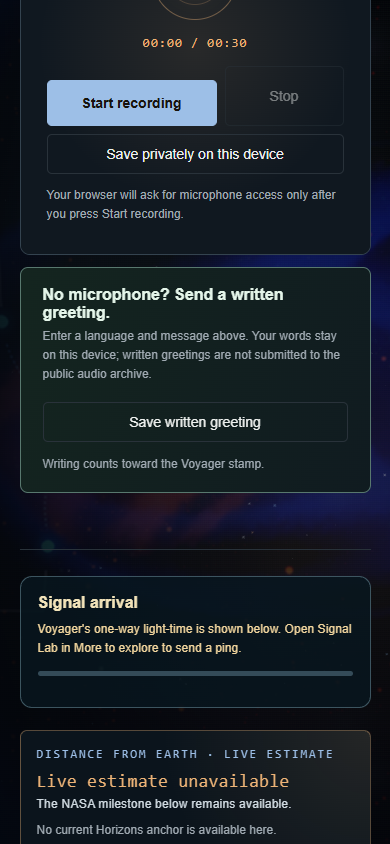 00:00 / 00:30
Start recording
Stop
Save privately on this device
Your browser will ask for microphone access only after
you press Start recording.
No microphone? Send a written
greeting.
Enter a language and message above. Your words stay
on this device; written greetings are not submitted to the
public audio archive.
Save written greeting
Writing counts toward the Voyager stamp.
Signal arrival
Voyager's one-way light-time is shown below. Open Signal
Lab in More to explore to send a ping.
DISTANCE FROM EARTH · LIVE ESTIMATE
Live estimate unavailable
The NASA milestone below remains available.
No current Horizons anchor is available here.